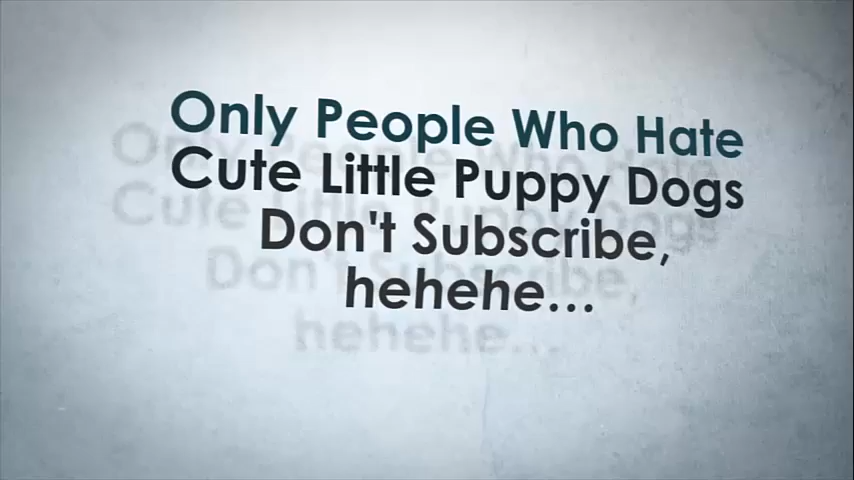 Only People Who Hate
Cute Little Puppy Dogs
Don't Subscribe,
hehehe...